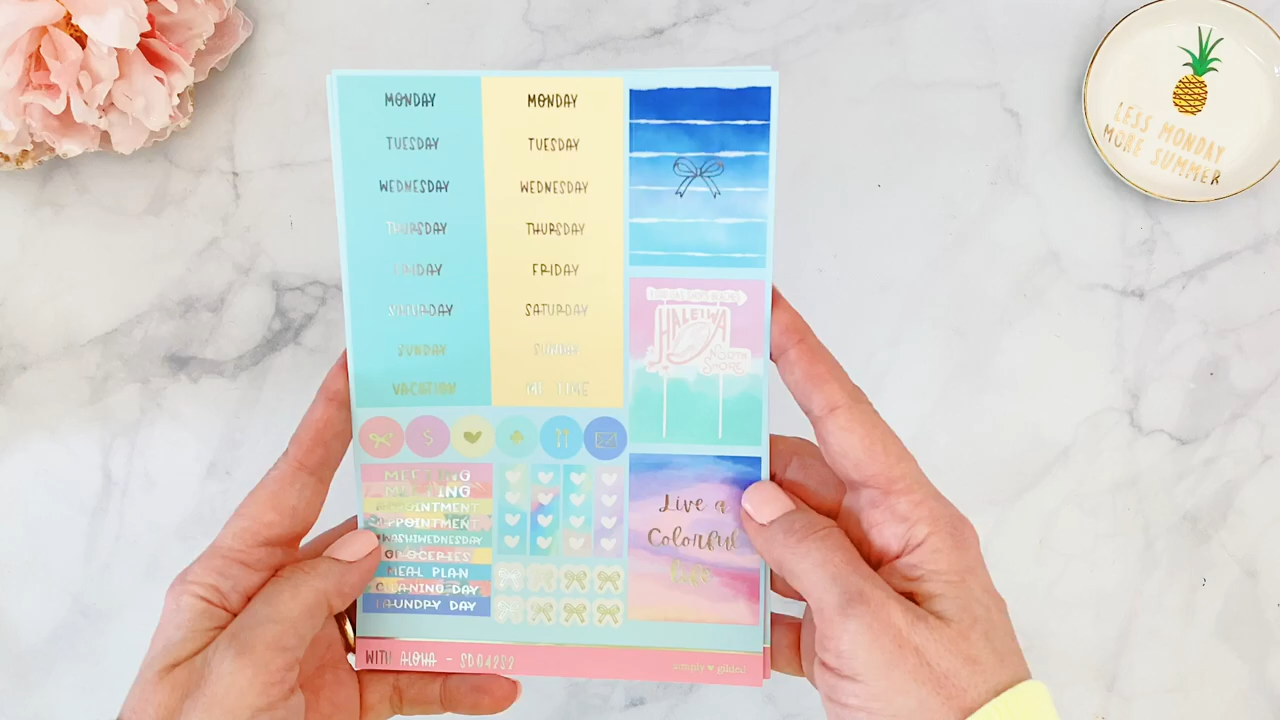 MONDAY
TUESDAY
WEDNESDAY
THURSDAY
FRIDAY
SATURDAY
SUNDAY
VACATION
MONDAY
TUESDAY
WEDNESDAY
THURSDAY
FRIDAY
SATURDAY
SUNDAY
ME TIME
HALEIWA
NORTH
SHORE
$
MEETING
MEETING
APPOINTMENT
APPOINTMENT
#WASHIWEDNESDAY
GROCERIES
MEAL PLAN
CLEANING DAY
LAUNDRY DAY
Live a
Colorful
life
WITH ALOHA - SD04252
simply ♥ gilded
LESS MONDAY
MORE SUMMER